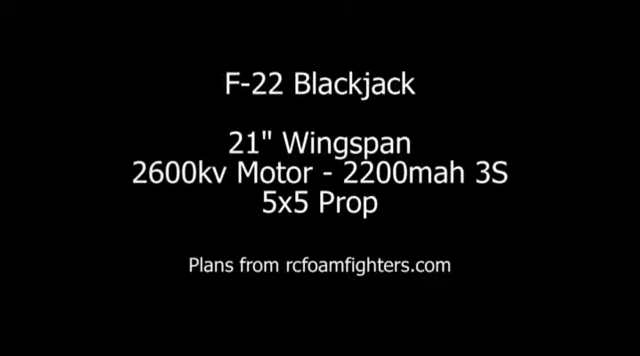 F-22 Blackjack
21" Wingspan
2600kv Motor - 2200mah 3S
5x5 Prop
Plans from rcfoamfighters.com